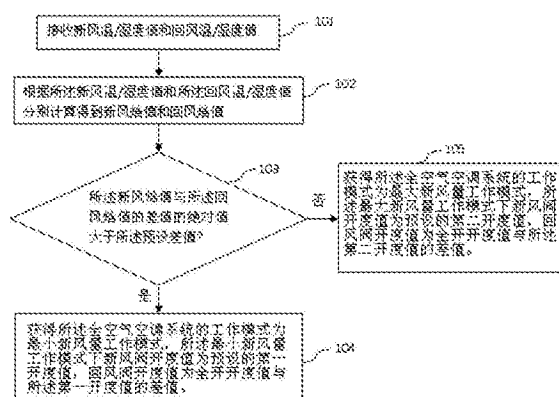 接收新风温/湿度值和回风温/湿度值
101
根据所述新风温/湿度值和所述回风温/湿度值
分别计算得到新风焓值和回风焓值
102
103
所述新风焓值与所述回
风焓值的差值的绝对值
大于所述预设差值?
否
105
获得所述全空气空调系统的工作
模式为最大新风量工作模式,所
述最大新风量工作模式下新风阀
开度值为预设的第二开度值,回
风阀开度值为全开开度值与所述
第二开度值的差值。
是
获得所述全空气空调系统的工作模式为
最小新风量工作模式,所述最小新风量
工作模式下新风阀开度值为预设的第一
开度值,回风阀开度值为全开开度值与
所述第一开度值的差值。
104